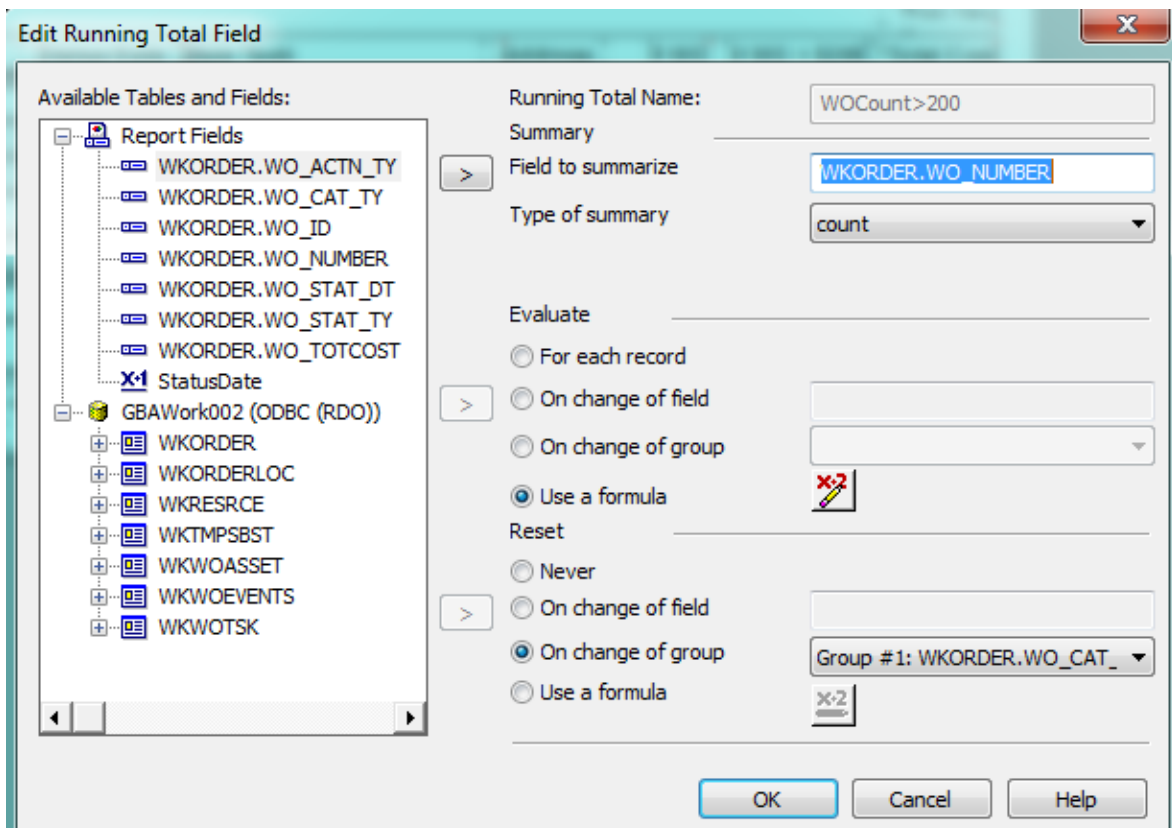 Edit Running Total Field
X
Available Tables and Fields:
Report Fields
WKORDER.WO_ACTN_TY
WKORDER.WO_CAT_TY
WKORDER.WO_ID
WKORDER.WO_NUMBER
WKORDER.WO_STAT_DT
WKORDER.WO_STAT_TY
WKORDER.WO_TOTCOST
X+1 StatusDate
GBAWork002 (ODBC (RDO))
WKORDER
WKORDERLOC
WKRESRCE
WKTMPSBST
WKWOASSET
WKWOEVENTS
WKWOTSK
>
>
>
Running Total Name: WOCount>200
Summary
Field to summarize WKORDER.WO_NUMBER
Type of summary count
Evaluate
For each record
On change of field
On change of group
Use a formula X+2
Reset
Never
On change of field
On change of group Group #1: WKORDER.WO_CAT_
Use a formula X+2
OK Cancel Help